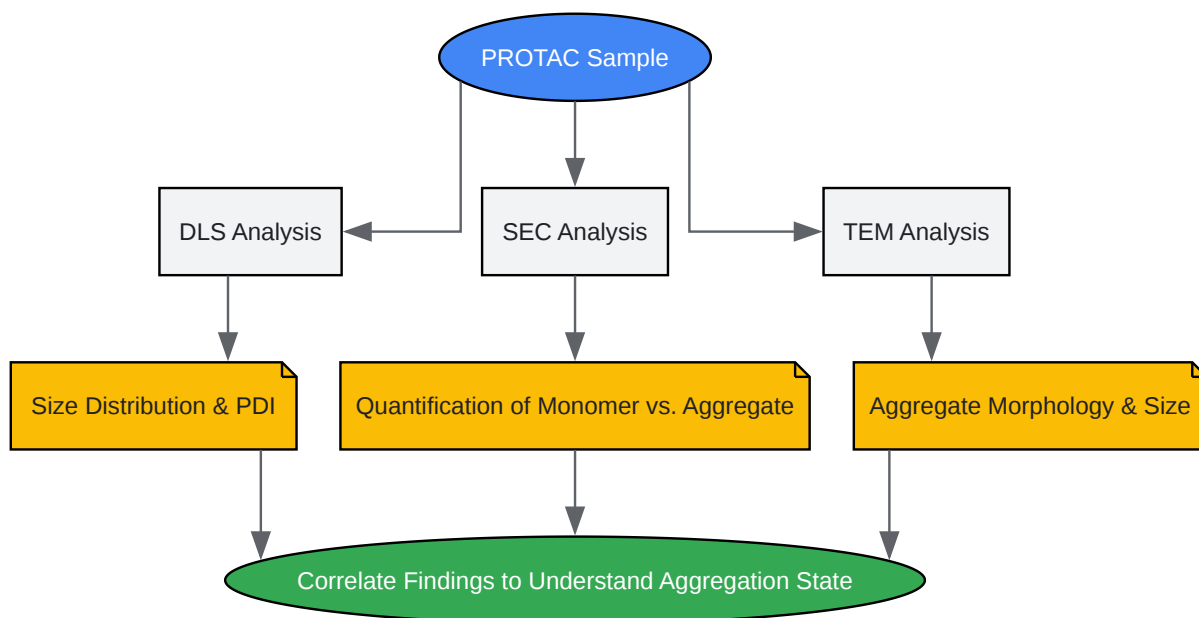 PROTAC Sample
DLS Analysis
SEC Analysis
TEM Analysis
Size Distribution & PDI
Quantification of Monomer vs. Aggregate
Aggregate Morphology & Size
Correlate Findings to Understand Aggregation State